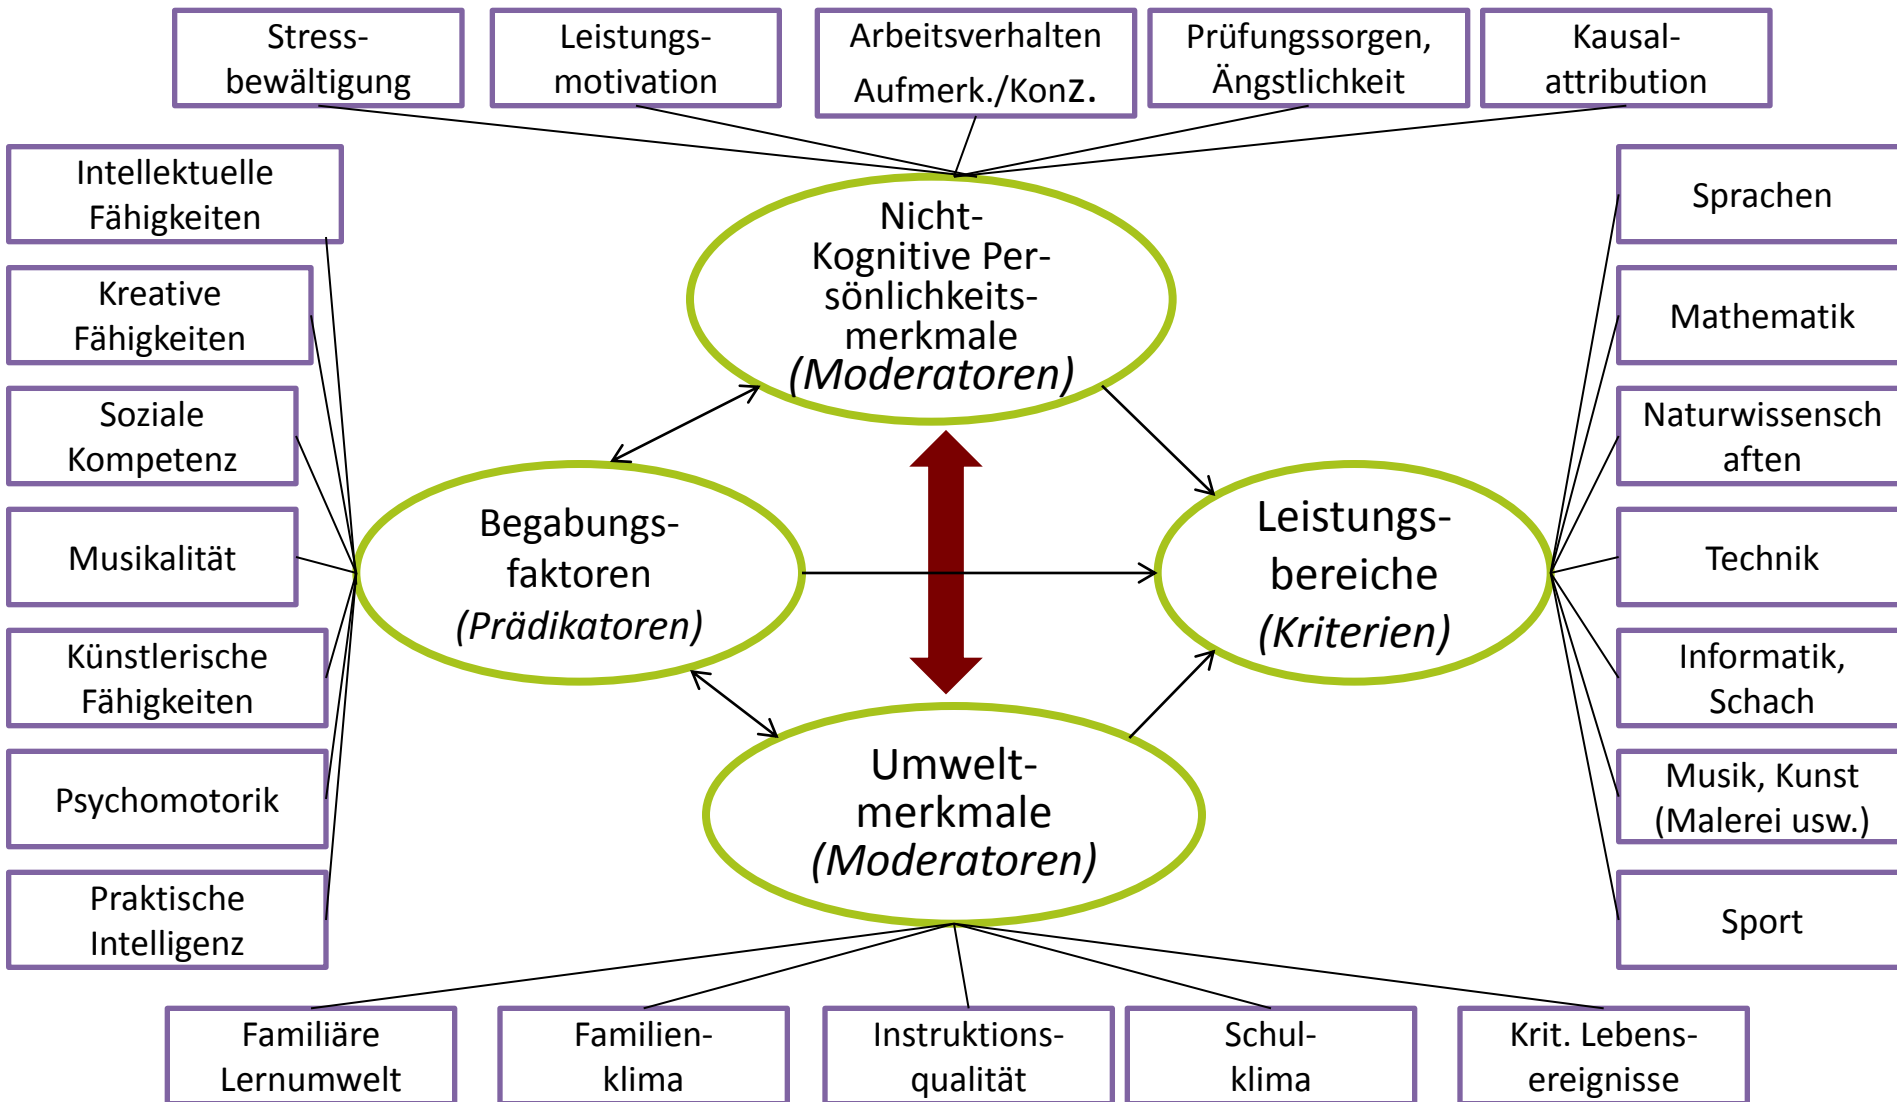 Stress-
bewältigung
Leistungs-
motivation
Arbeitsverhalten
Aufmerk./Konz.
Prüfungssorgen,
Ängstlichkeit
Kausal-
attribution
Intellektuelle
Fähigkeiten
Kreative
Fähigkeiten
Soziale
Kompetenz
Musikalität
Künstlerische
Fähigkeiten
Psychomotorik
Praktische
Intelligenz
Nicht-
Kognitive Per-
sönlichkeits-
merkmale
(Moderatoren)
Begabungs-
faktoren
(Prädikatoren)
Leistungs-
bereiche
(Kriterien)
Umwelt-
merkmale
(Moderatoren)
Sprachen
Mathematik
Naturwissensch
aften
Technik
Informatik,
Schach
Musik, Kunst
(Malerei usw.)
Sport
Familiäre
Lernumwelt
Familien-
klima
Instruktions-
qualität
Schul-
klima
Krit. Lebens-
ereignisse